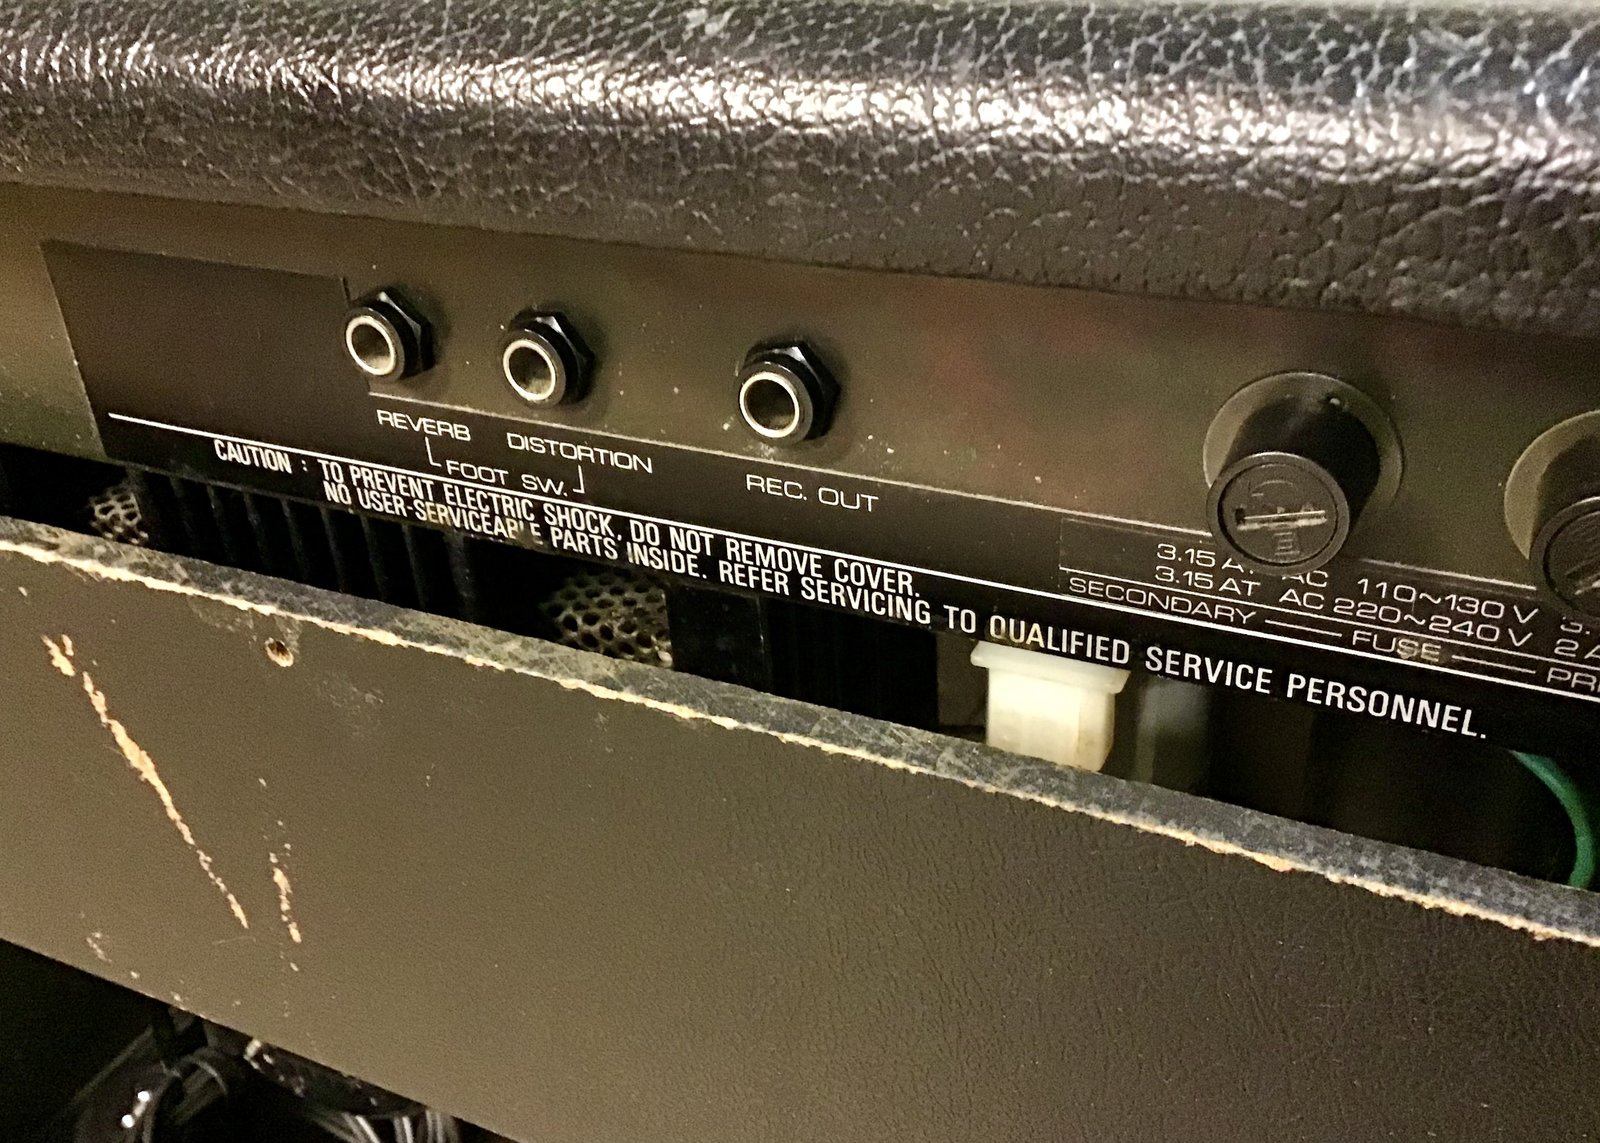 REVERB DISTORTION
FOOT SW.
REC. OUT
CAUTION : TO PREVENT ELECTRIC SHOCK, DO NOT REMOVE COVER.
NO USER-SERVICEABLE PARTS INSIDE. REFER SERVICING TO QUALIFIED SERVICE PERSONNEL.
3.15 AT AC 110~130 V
3.15 AT AC 220~240 V 2 A
SECONDARY FUSE